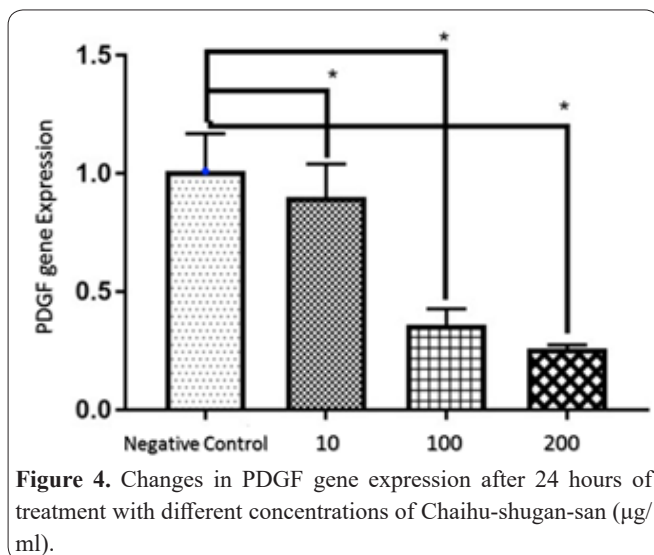 *
*
*
PDGF gene Expression
1.5
1.0
0.5
0.0
Negative Control 10 100 200
Figure 4. Changes in PDGF gene expression after 24 hours of
treatment with different concentrations of Chaihu-shugan-san (μg/
ml).